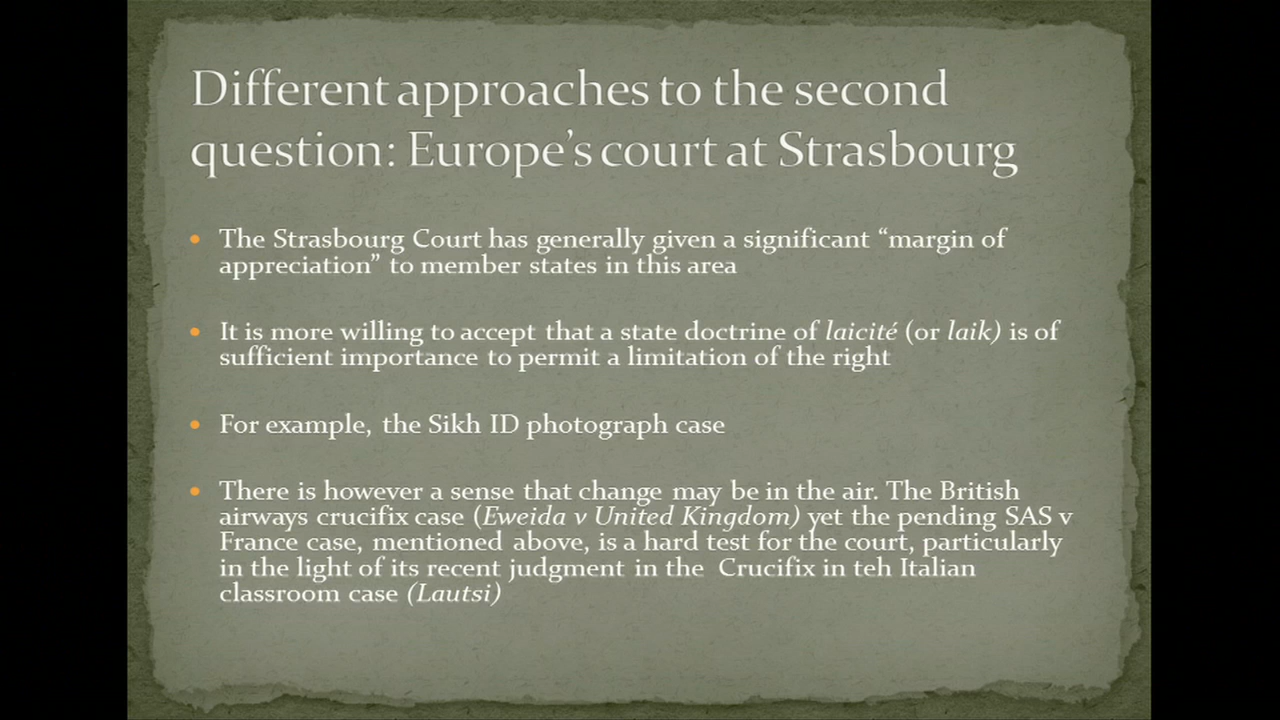 Different approaches to the second
question: Europe's court at Strasbourg
• The Strasbourg Court has generally given a significant “margin of
appreciation” to member states in this area
• It is more willing to accept that a state doctrine of laicité (or laik) is of
sufficient importance to permit a limitation of the right
• For example, the Sikh ID photograph case
• There is however a sense that change may be in the air. The British
airways crucifix case (Eweida v United Kingdom) yet the pending SAS v
France case, mentioned above, is a hard test for the court, particularly
in the light of its recent judgment in the Crucifix in teh Italian
classroom case (Lautsi)